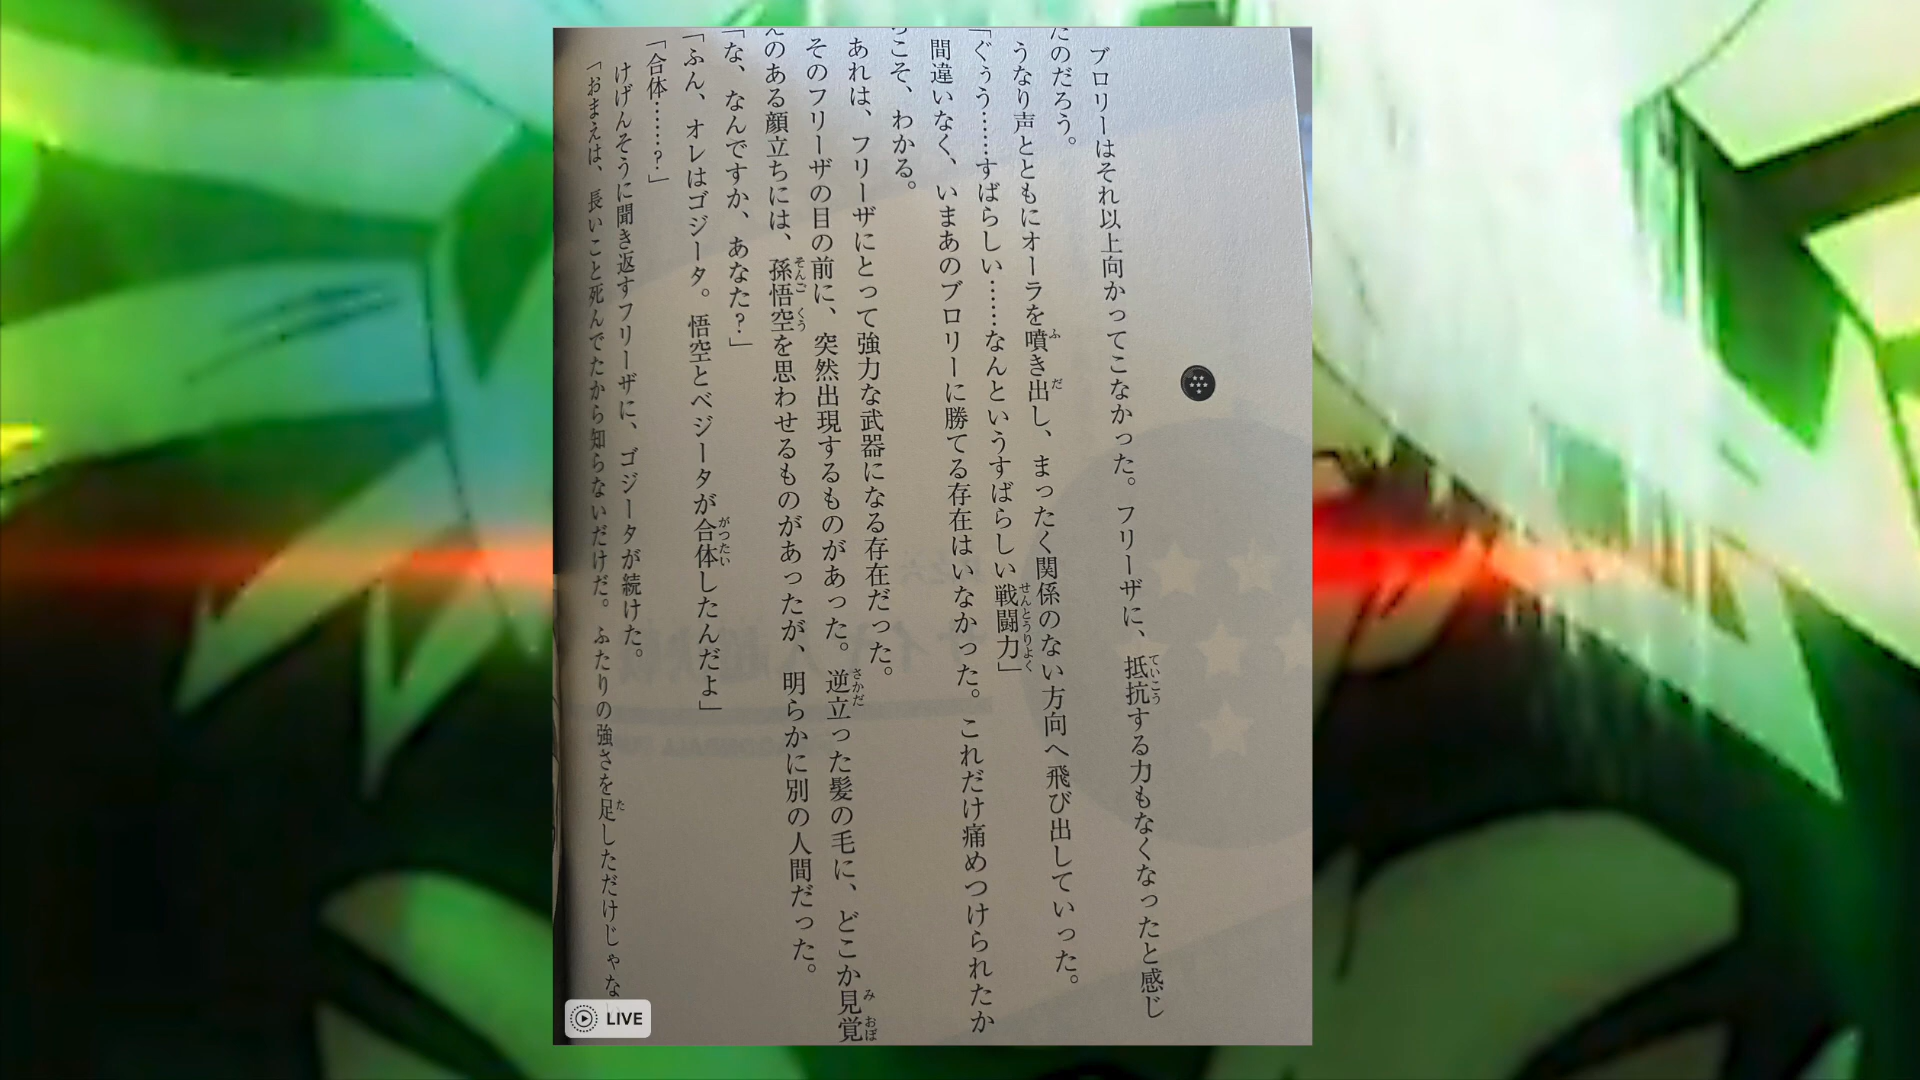 ブロリーはそれ以上向かってこなかった。フリーザに、抵抗する力もなくなったと感じ
たのだろう。
うなり声とともにオーラを噴き出し、まったく関係のない方向へ飛び出していった。
「ぐぅう……すばらしい……なんというすばらしい戦闘力」
間違いなく、いまあのブロリーに勝てる存在はいなかった。これだけ痛めつけられたか
らこそ、わかる。
あれは、フリーザにとって強力な武器になる存在だった。
そのフリーザの目の前に、突然出現するものがあった。逆立った髪の毛に、どこか見覚
えのある顔立ちには、孫悟空を思わせるものがあったが、明らかに別の人間だった。
「な、なんですか、あなた？」
「ふん、オレはゴジータ。悟空とベジータが合体したんだよ」
「合体……？」
けげんそうに聞き返すフリーザに、ゴジータが続けた。
「おまえは、長いこと死んでたから知らないだけだ。ふたりの強さを足しただけじゃな
LIVE